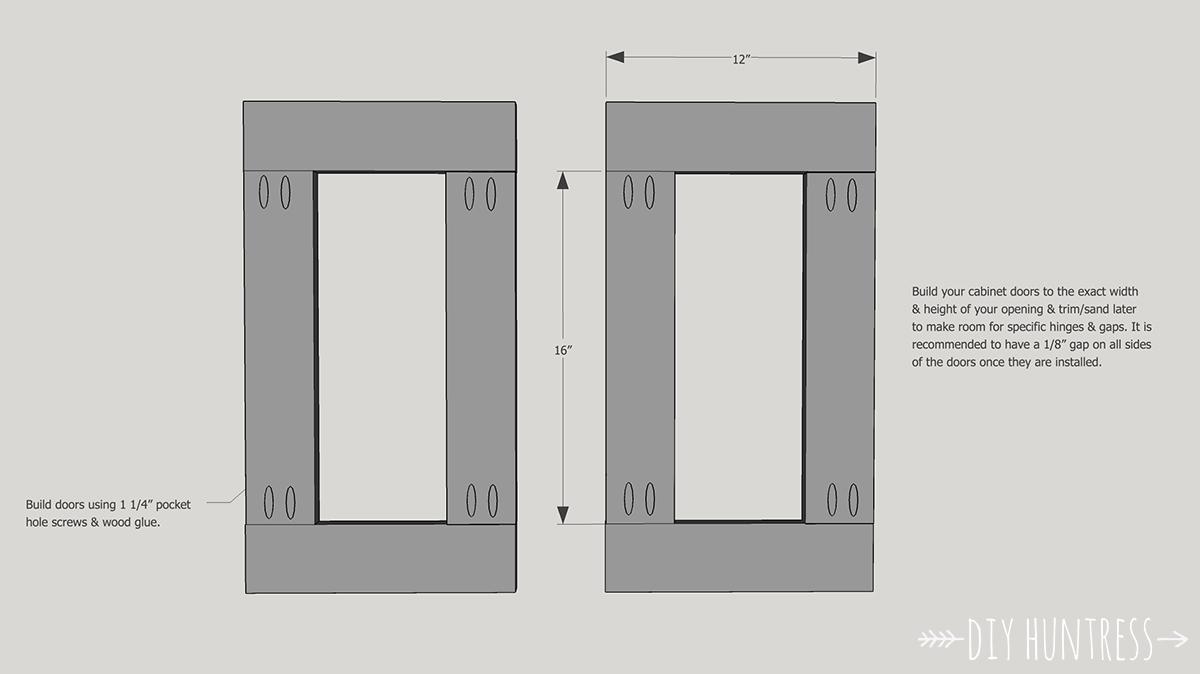 12”
16”
Build your cabinet doors to the exact width
& height of your opening & trim/sand later
to make room for specific hinges & gaps. It is
recommended to have a 1/8” gap on all sides
of the doors once they are installed.
Build doors using 1 1/4” pocket
hole screws & wood glue.
DIY HUNTRESS